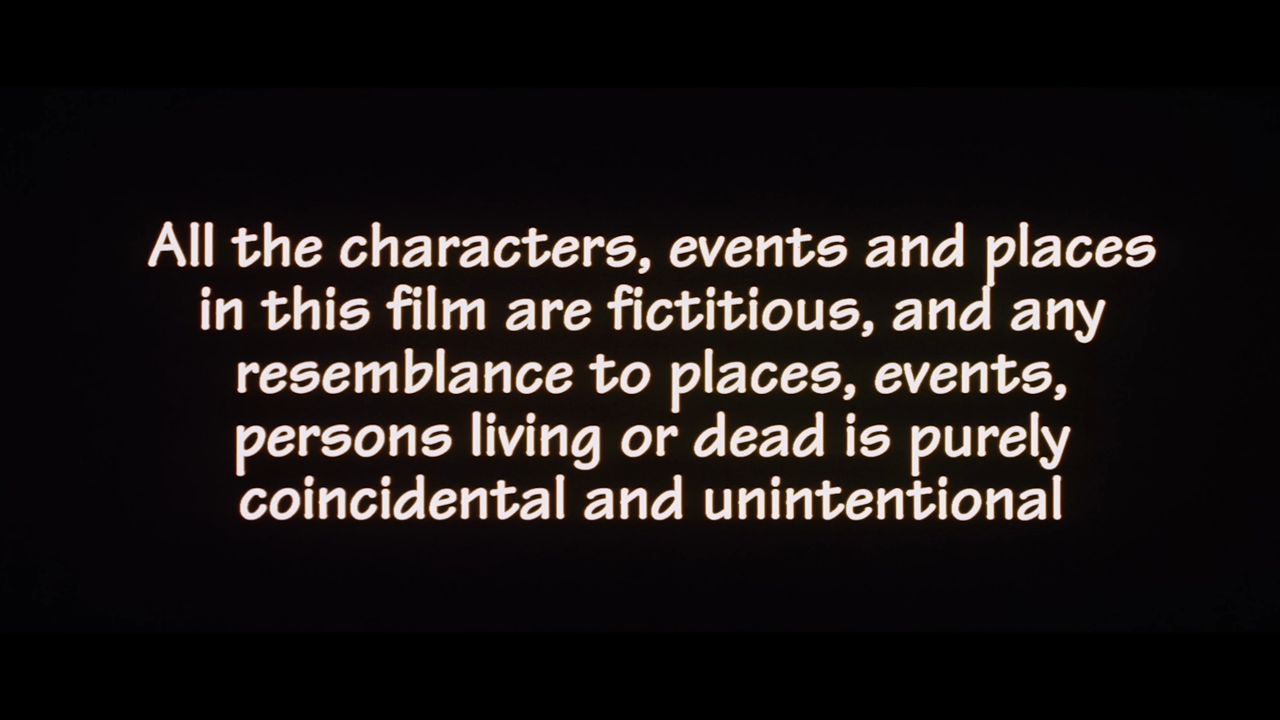 All the characters, events and places
in this film are fictitious, and any
resemblance to places, events,
persons living or dead is purely
coincidental and unintentional